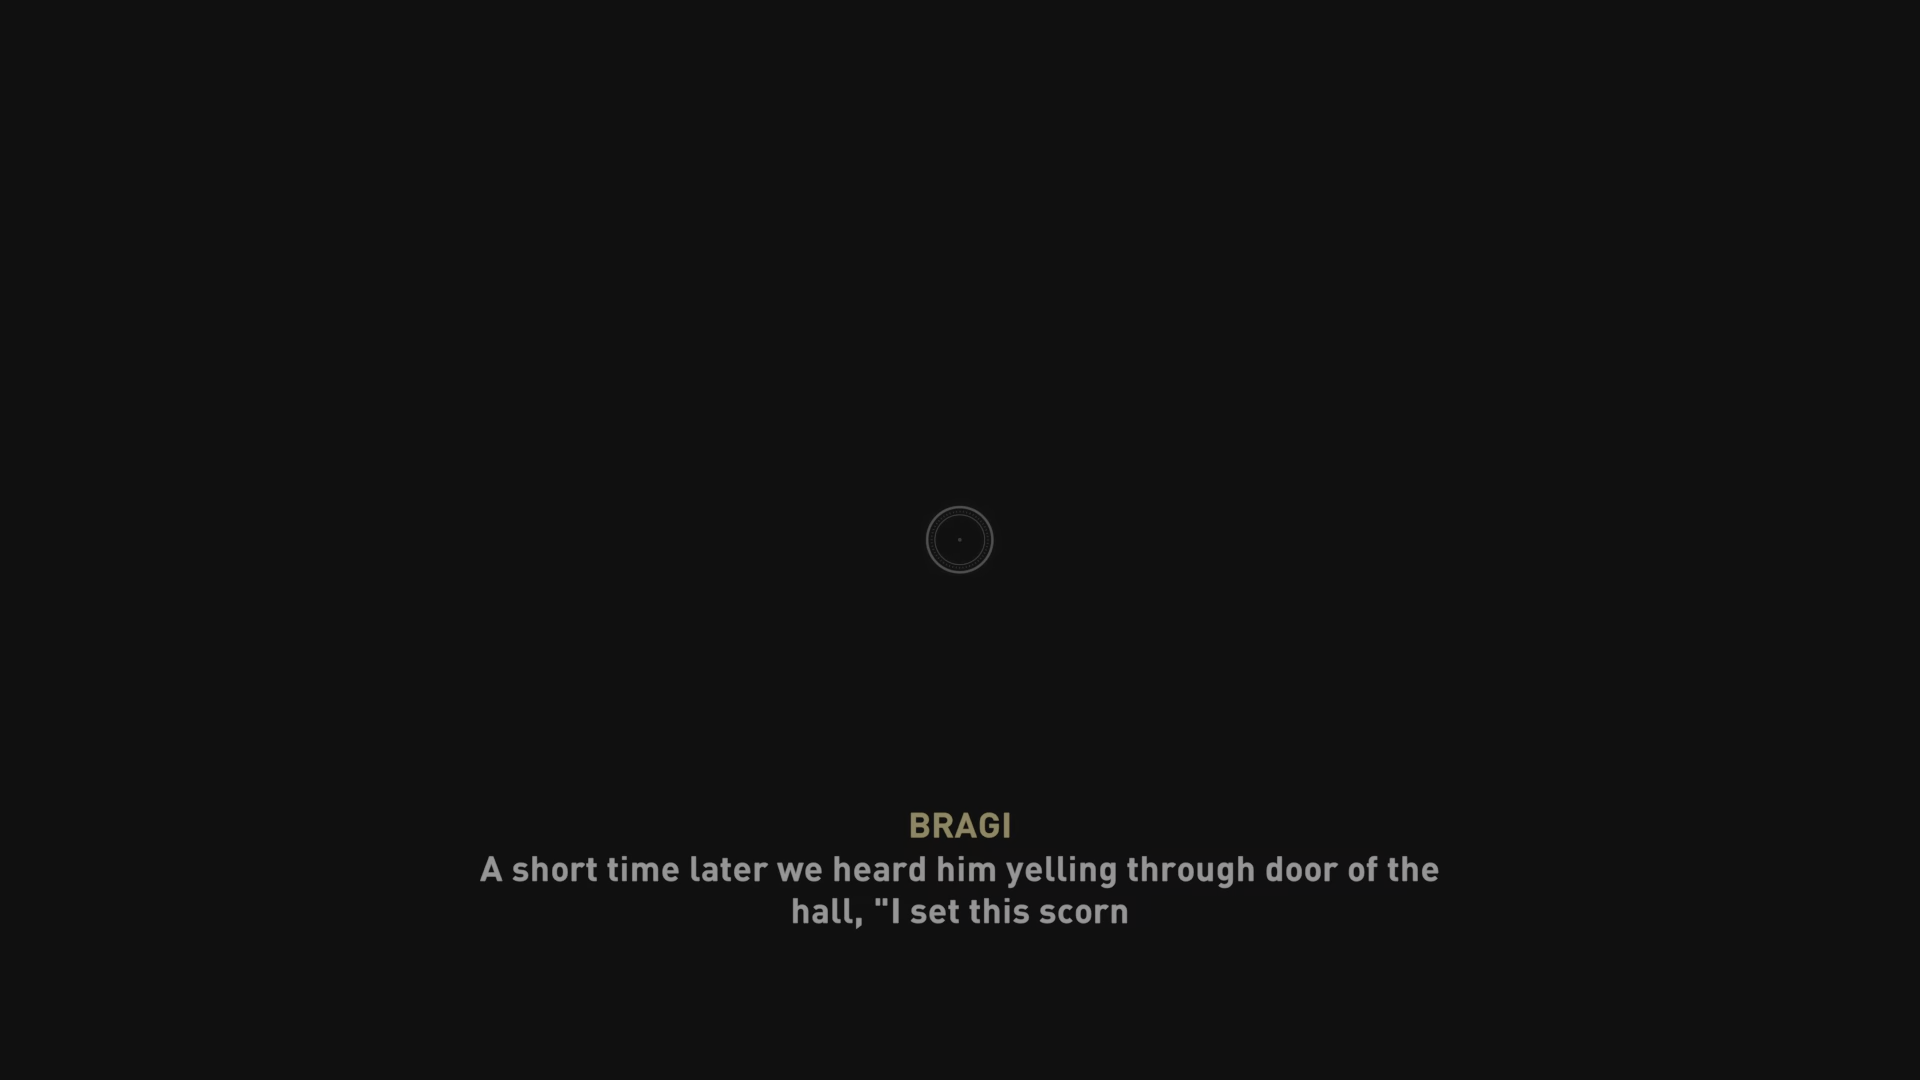 BRAGI
A short time later we heard him yelling through door of the
hall, "I set this scorn